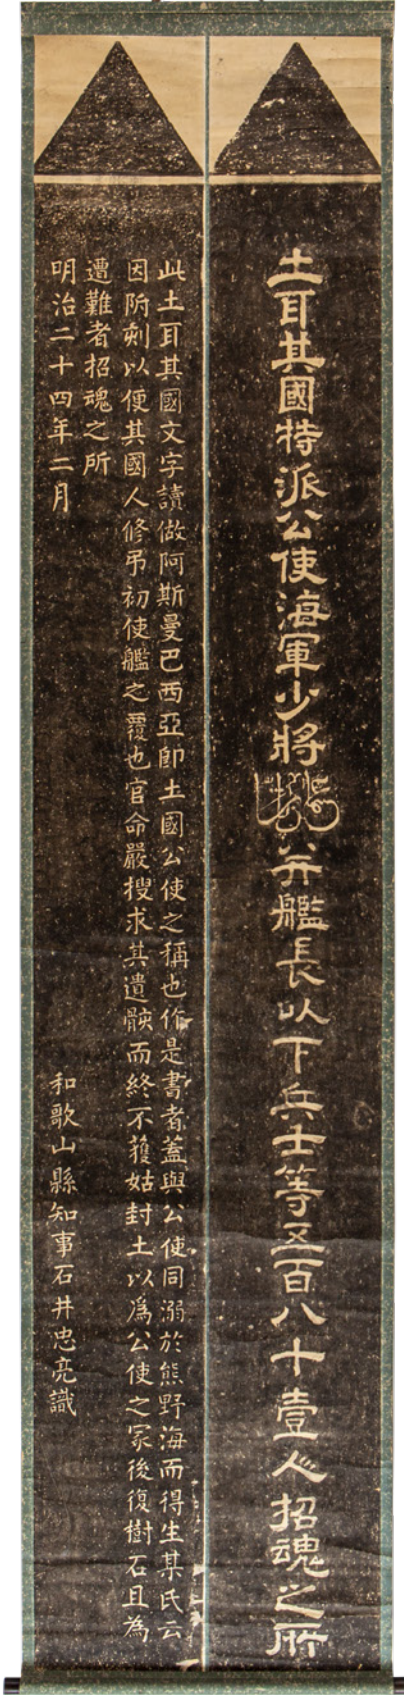 土耳其國特派公使海軍少將
并艦長以下兵士等五百八十壹人招魂之所
此土耳其國文字讀做阿斯曼巴西亞即土國公使之稱也作是書者蓋與公使同溺於熊野海而得生某氏云
因附刻以便其國人修吊初使艦之覆也官命嚴搜求其遺骸而終不獲姑封土以爲公使之冢後復樹石且為
遭難者招魂之所
明治二十四年二月 和歌山縣知事石井忠亮識